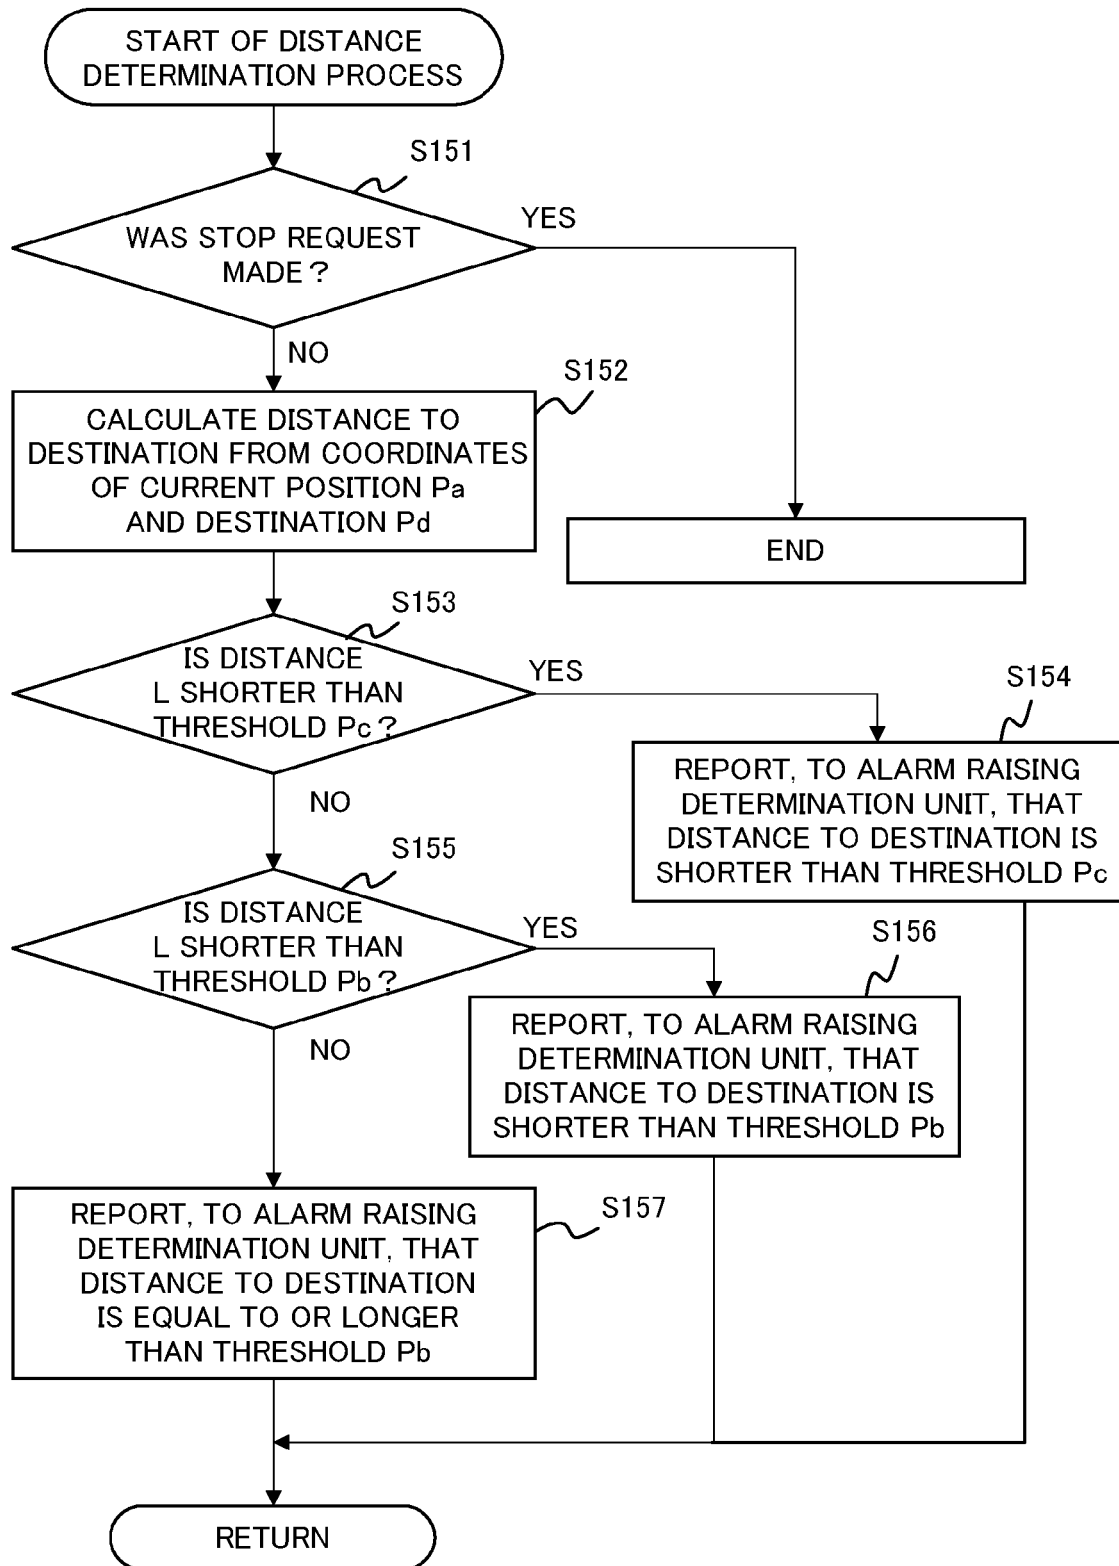 START OF DISTANCE
DETERMINATION PROCESS
S151
WAS STOP REQUEST
MADE?
YES
NO
S152
CALCULATE DISTANCE TO
DESTINATION FROM COORDINATES
OF CURRENT POSITION Pa
AND DESTINATION Pd
END
S153
IS DISTANCE
L SHORTER THAN
THRESHOLD Pc?
YES
NO
S154
REPORT, TO ALARM RAISING
DETERMINATION UNIT, THAT
DISTANCE TO DESTINATION IS
SHORTER THAN THRESHOLD Pc
S155
IS DISTANCE
L SHORTER THAN
THRESHOLD Pb?
YES
NO
S156
REPORT, TO ALARM RAISING
DETERMINATION UNIT, THAT
DISTANCE TO DESTINATION IS
SHORTER THAN THRESHOLD Pb
S157
REPORT, TO ALARM RAISING
DETERMINATION UNIT, THAT
DISTANCE TO DESTINATION
IS EQUAL TO OR LONGER
THAN THRESHOLD Pb
RETURN